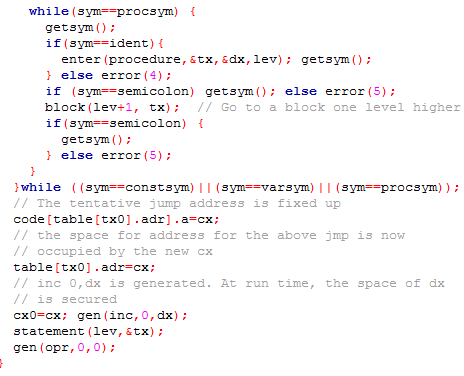 while(sym==procsym) {
getsym();
if(sym==ident){
enter(procedure,&tx,&dx,lev); getsym();
} else error(4);
if (sym==semicolon) getsym(); else error(5);
block(lev+1, tx);  // Go to a block one level higher
if(sym==semicolon) {
getsym();
} else error(5);
}
}while ((sym==constsym)||(sym==varsym)||(sym==procsym));
// The tentative jump address is fixed up
code[table[tx0].adr].a=cx;
// the space for address for the above jmp is now
// occupied by the new cx
table[tx0].adr=cx;
// inc 0,dx is generated. At run time, the space of dx
// is secured
cx0=cx; gen(inc,0,dx);
statement(lev,&tx);
gen(opr,0,0);
}